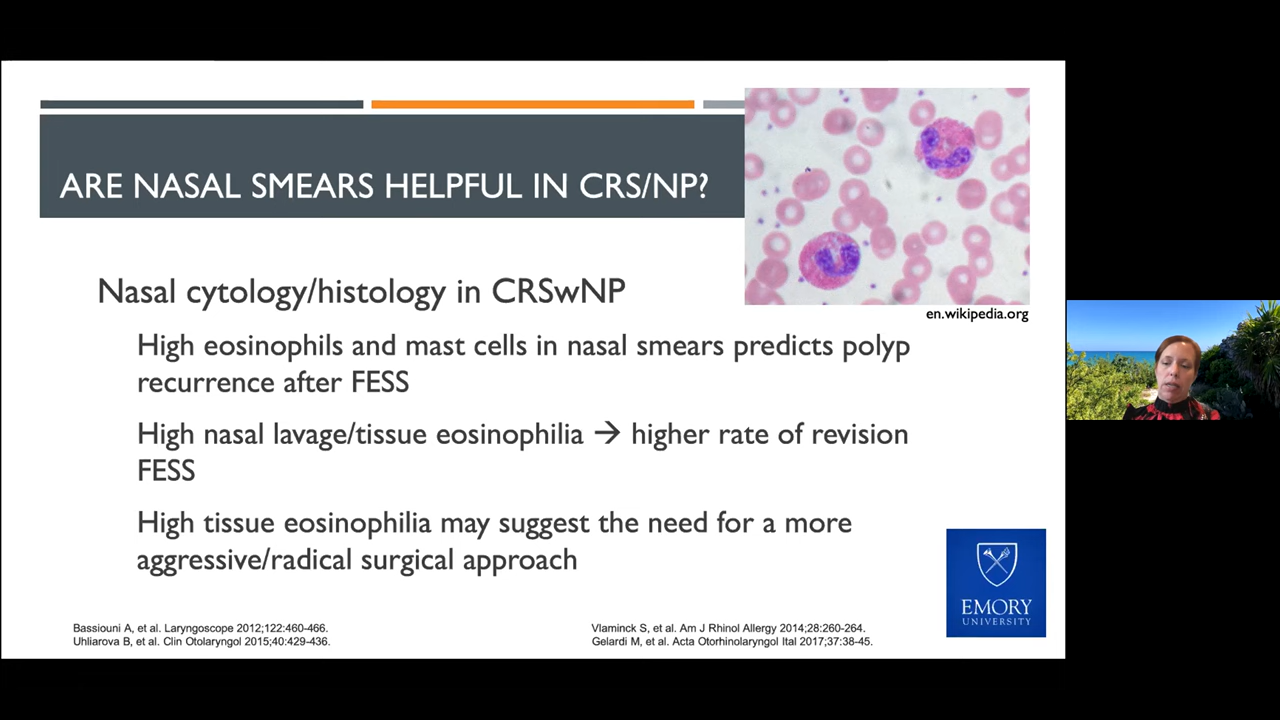 ARE NASAL SMEARS HELPFUL IN CRS/NP?
en.wikipedia.org
Nasal cytology/histology in CRSwNP
High eosinophils and mast cells in nasal smears predicts polyp
recurrence after FESS
High nasal lavage/tissue eosinophilia → higher rate of revision
FESS
High tissue eosinophilia may suggest the need for a more
aggressive/radical surgical approach
EMORY
UNIVERSITY
Bassiouni A, et al. Laryngoscope 2012;122:460-466.
Uhliarova B, et al. Clin Otolaryngol 2015;40:429-436.
Vlaminck S, et al. Am J Rhinol Allergy 2014;28:260-264.
Gelardi M, et al. Acta Otorhinolaryngol Ital 2017;37:38-45.